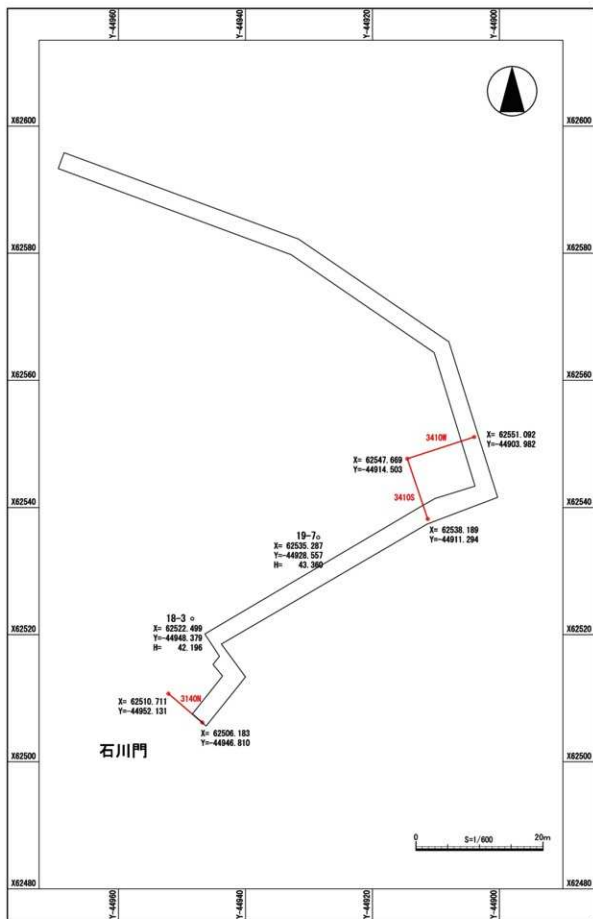 Y-44960
Y-44940
Y-44920
Y-44900
X62600
X62600
X62580
X62580
X62560
X62560
3410W
X= 62551.092
Y=-44903.982
X= 62547.669
Y=-44914.503
3410S
X62540
X62540
X= 62538.189
Y=-44911.294
19-7
X= 62535.287
Y=-44928.557
H= 43.360
18-3
X= 62522.499
Y=-44948.379
H= 42.196
X62520
X62520
3140N
X= 62510.711
Y=-44952.131
X= 62506.183
Y=-44946.810
石川門
X62500
X62500
0 S=1/600 20m
X62480
X62480
Y-44960
Y-44940
Y-44920
Y-44900